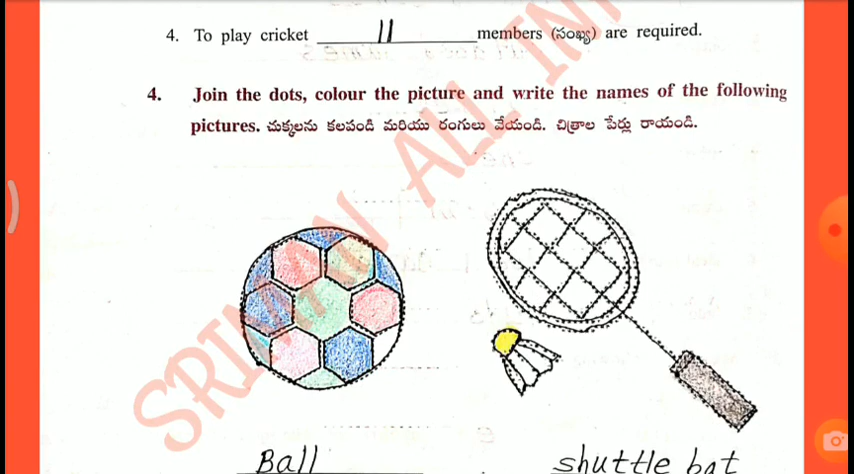 4. To play cricket 11 members (సంఖ్య) are required.
4. Join the dots, colour the picture and write the names of the following
pictures. చుక్కలను కలపండి మరియు రంగులు వేయండి. చిత్రాల పేర్లు రాయండి.
SRIMAN ALL IN
Ball shuttle bat